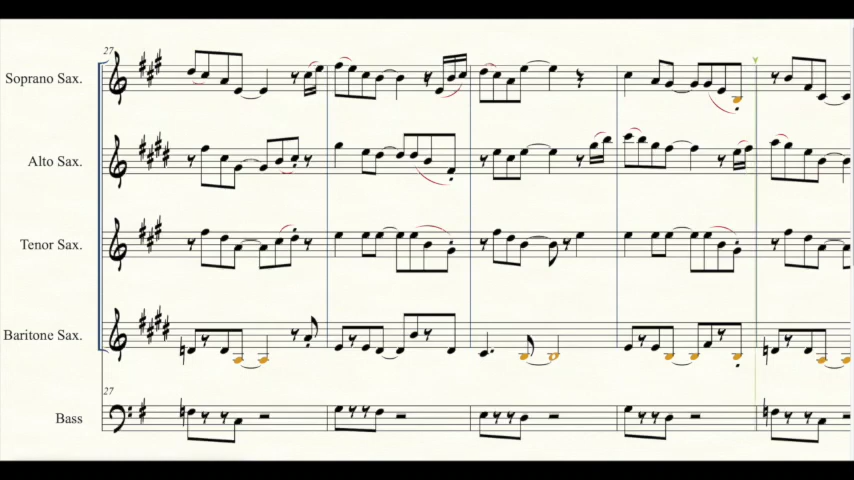 27
Soprano Sax.
Alto Sax.
Tenor Sax.
Baritone Sax.
27
Bass